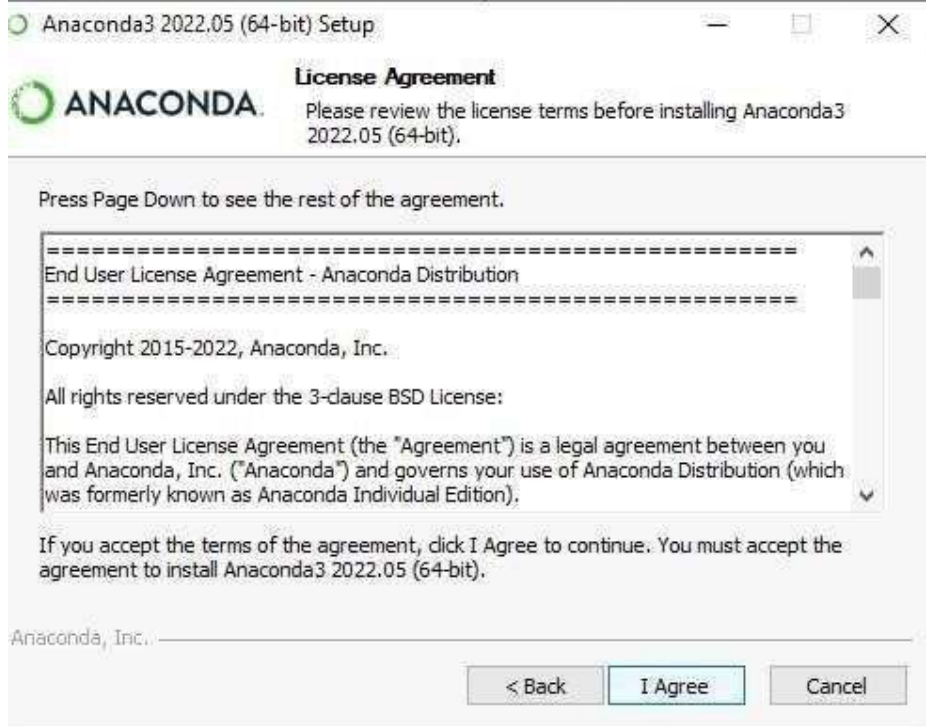 Anaconda3 2022.05 (64-bit) Setup
ANACONDA.
License Agreement
Please review the license terms before installing Anaconda3
2022.05 (64-bit).
Press Page Down to see the rest of the agreement.
==================================================
End User License Agreement - Anaconda Distribution
==================================================
Copyright 2015-2022, Anaconda, Inc.
All rights reserved under the 3-clause BSD License:
This End User License Agreement (the "Agreement") is a legal agreement between you
and Anaconda, Inc. ("Anaconda") and governs your use of Anaconda Distribution (which
was formerly known as Anaconda Individual Edition).
If you accept the terms of the agreement, click I Agree to continue. You must accept the
agreement to install Anaconda3 2022.05 (64-bit).
Anaconda, Inc.
< Back
I Agree
Cancel